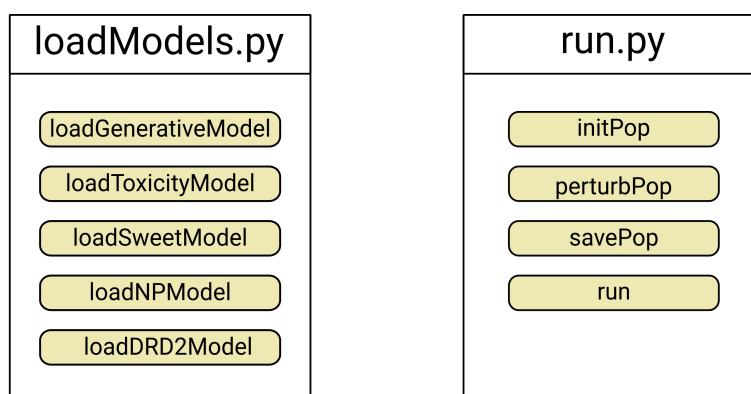 loadModels.py
loadGenerativeModel
loadToxicityModel
loadSweetModel
loadNPModel
loadDRD2Model
run.py
initPop
perturbPop
savePop
run